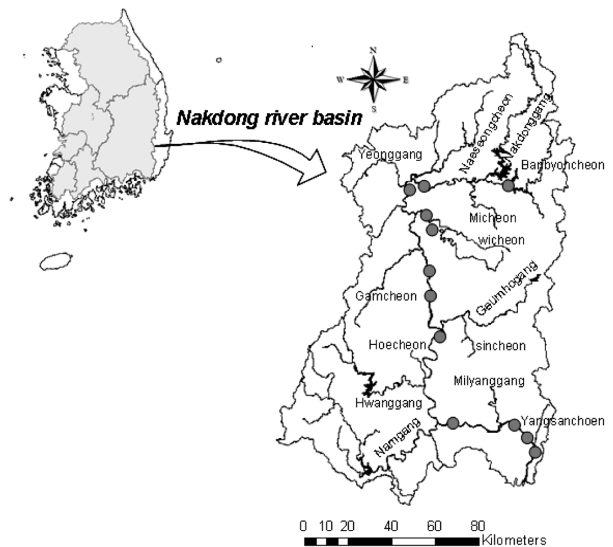 N
W E
S
Nakdong river basin
Yeonggang
Naeseongcheon
Nakdonggang
Banbyoncheon
Micheon
wicheon
Geumhogang
Gamcheon
Hoecheon
sincheon
Milyanggang
Hwanggang
Namgang
Yangsanchoen
0 10 20 40 60 80
Kilometers